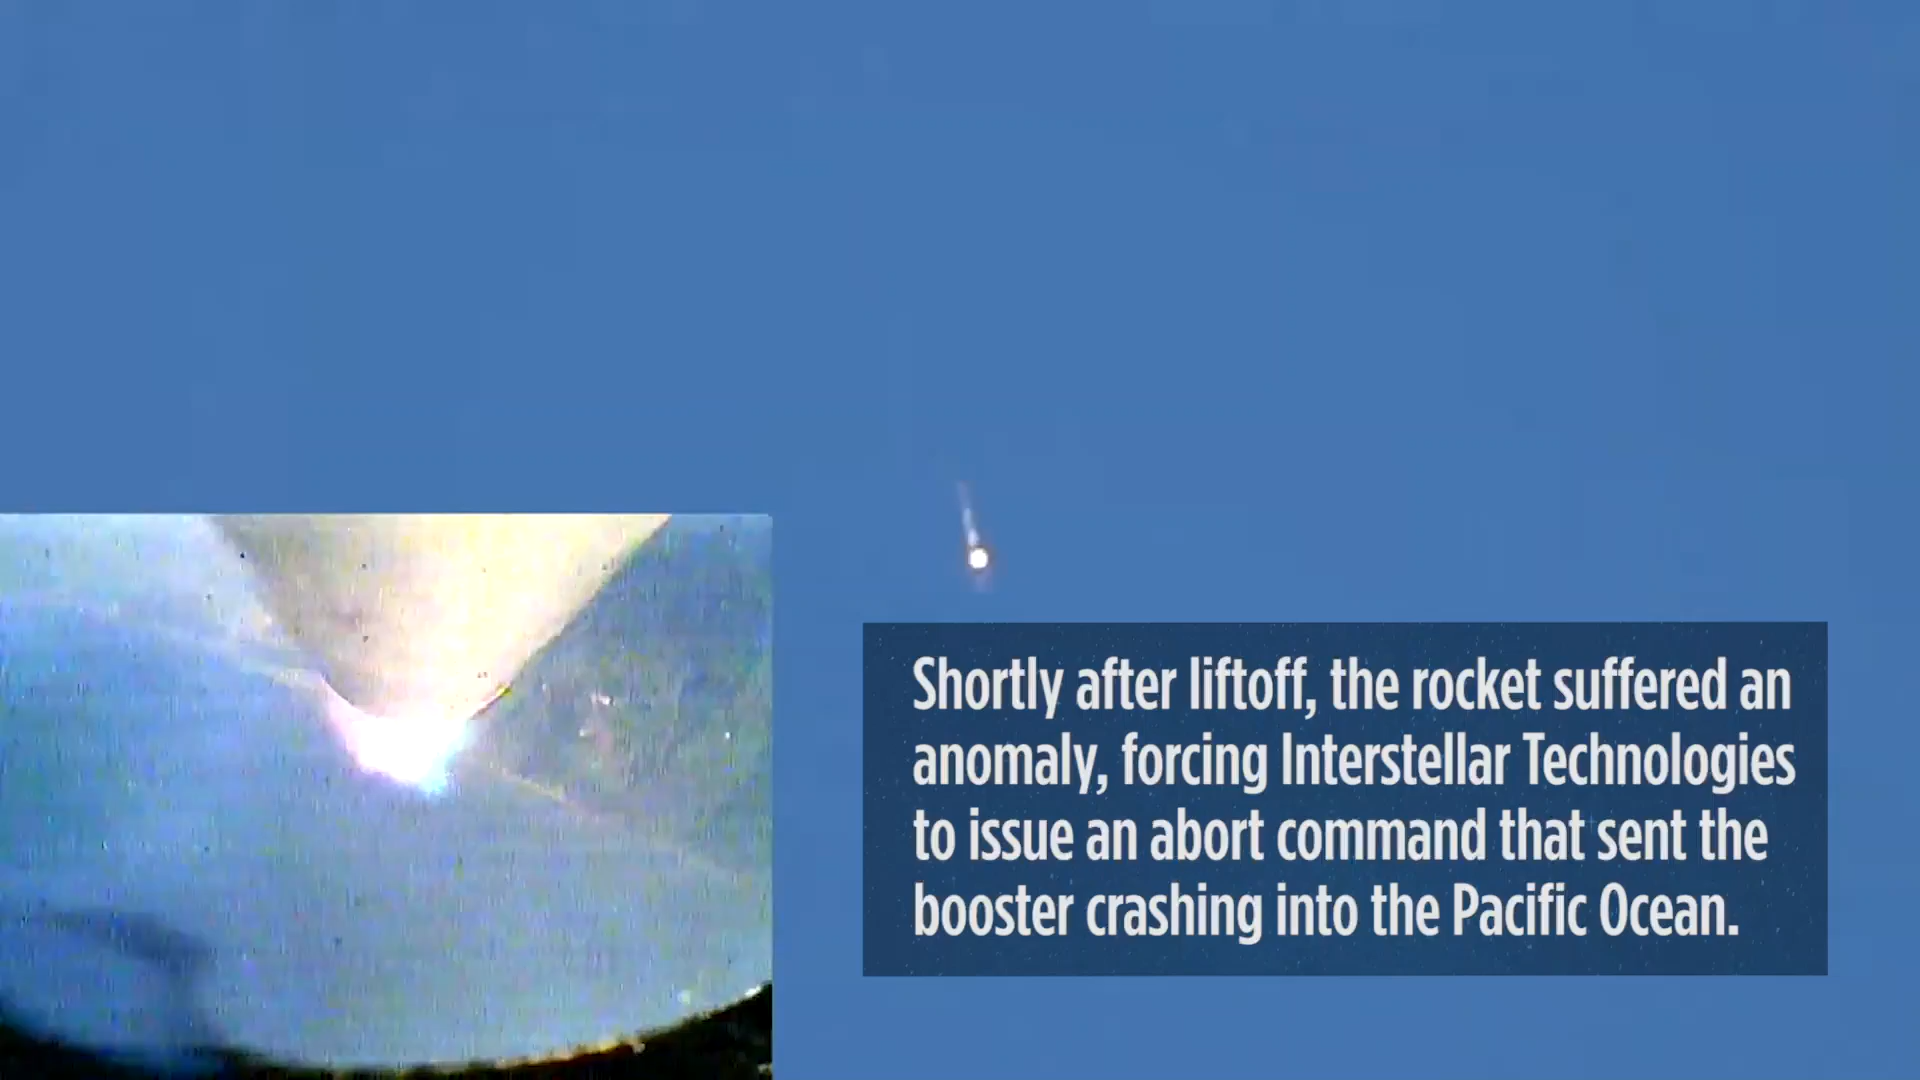 Shortly after liftoff, the rocket suffered an
anomaly, forcing Interstellar Technologies
to issue an abort command that sent the
booster crashing into the Pacific Ocean.